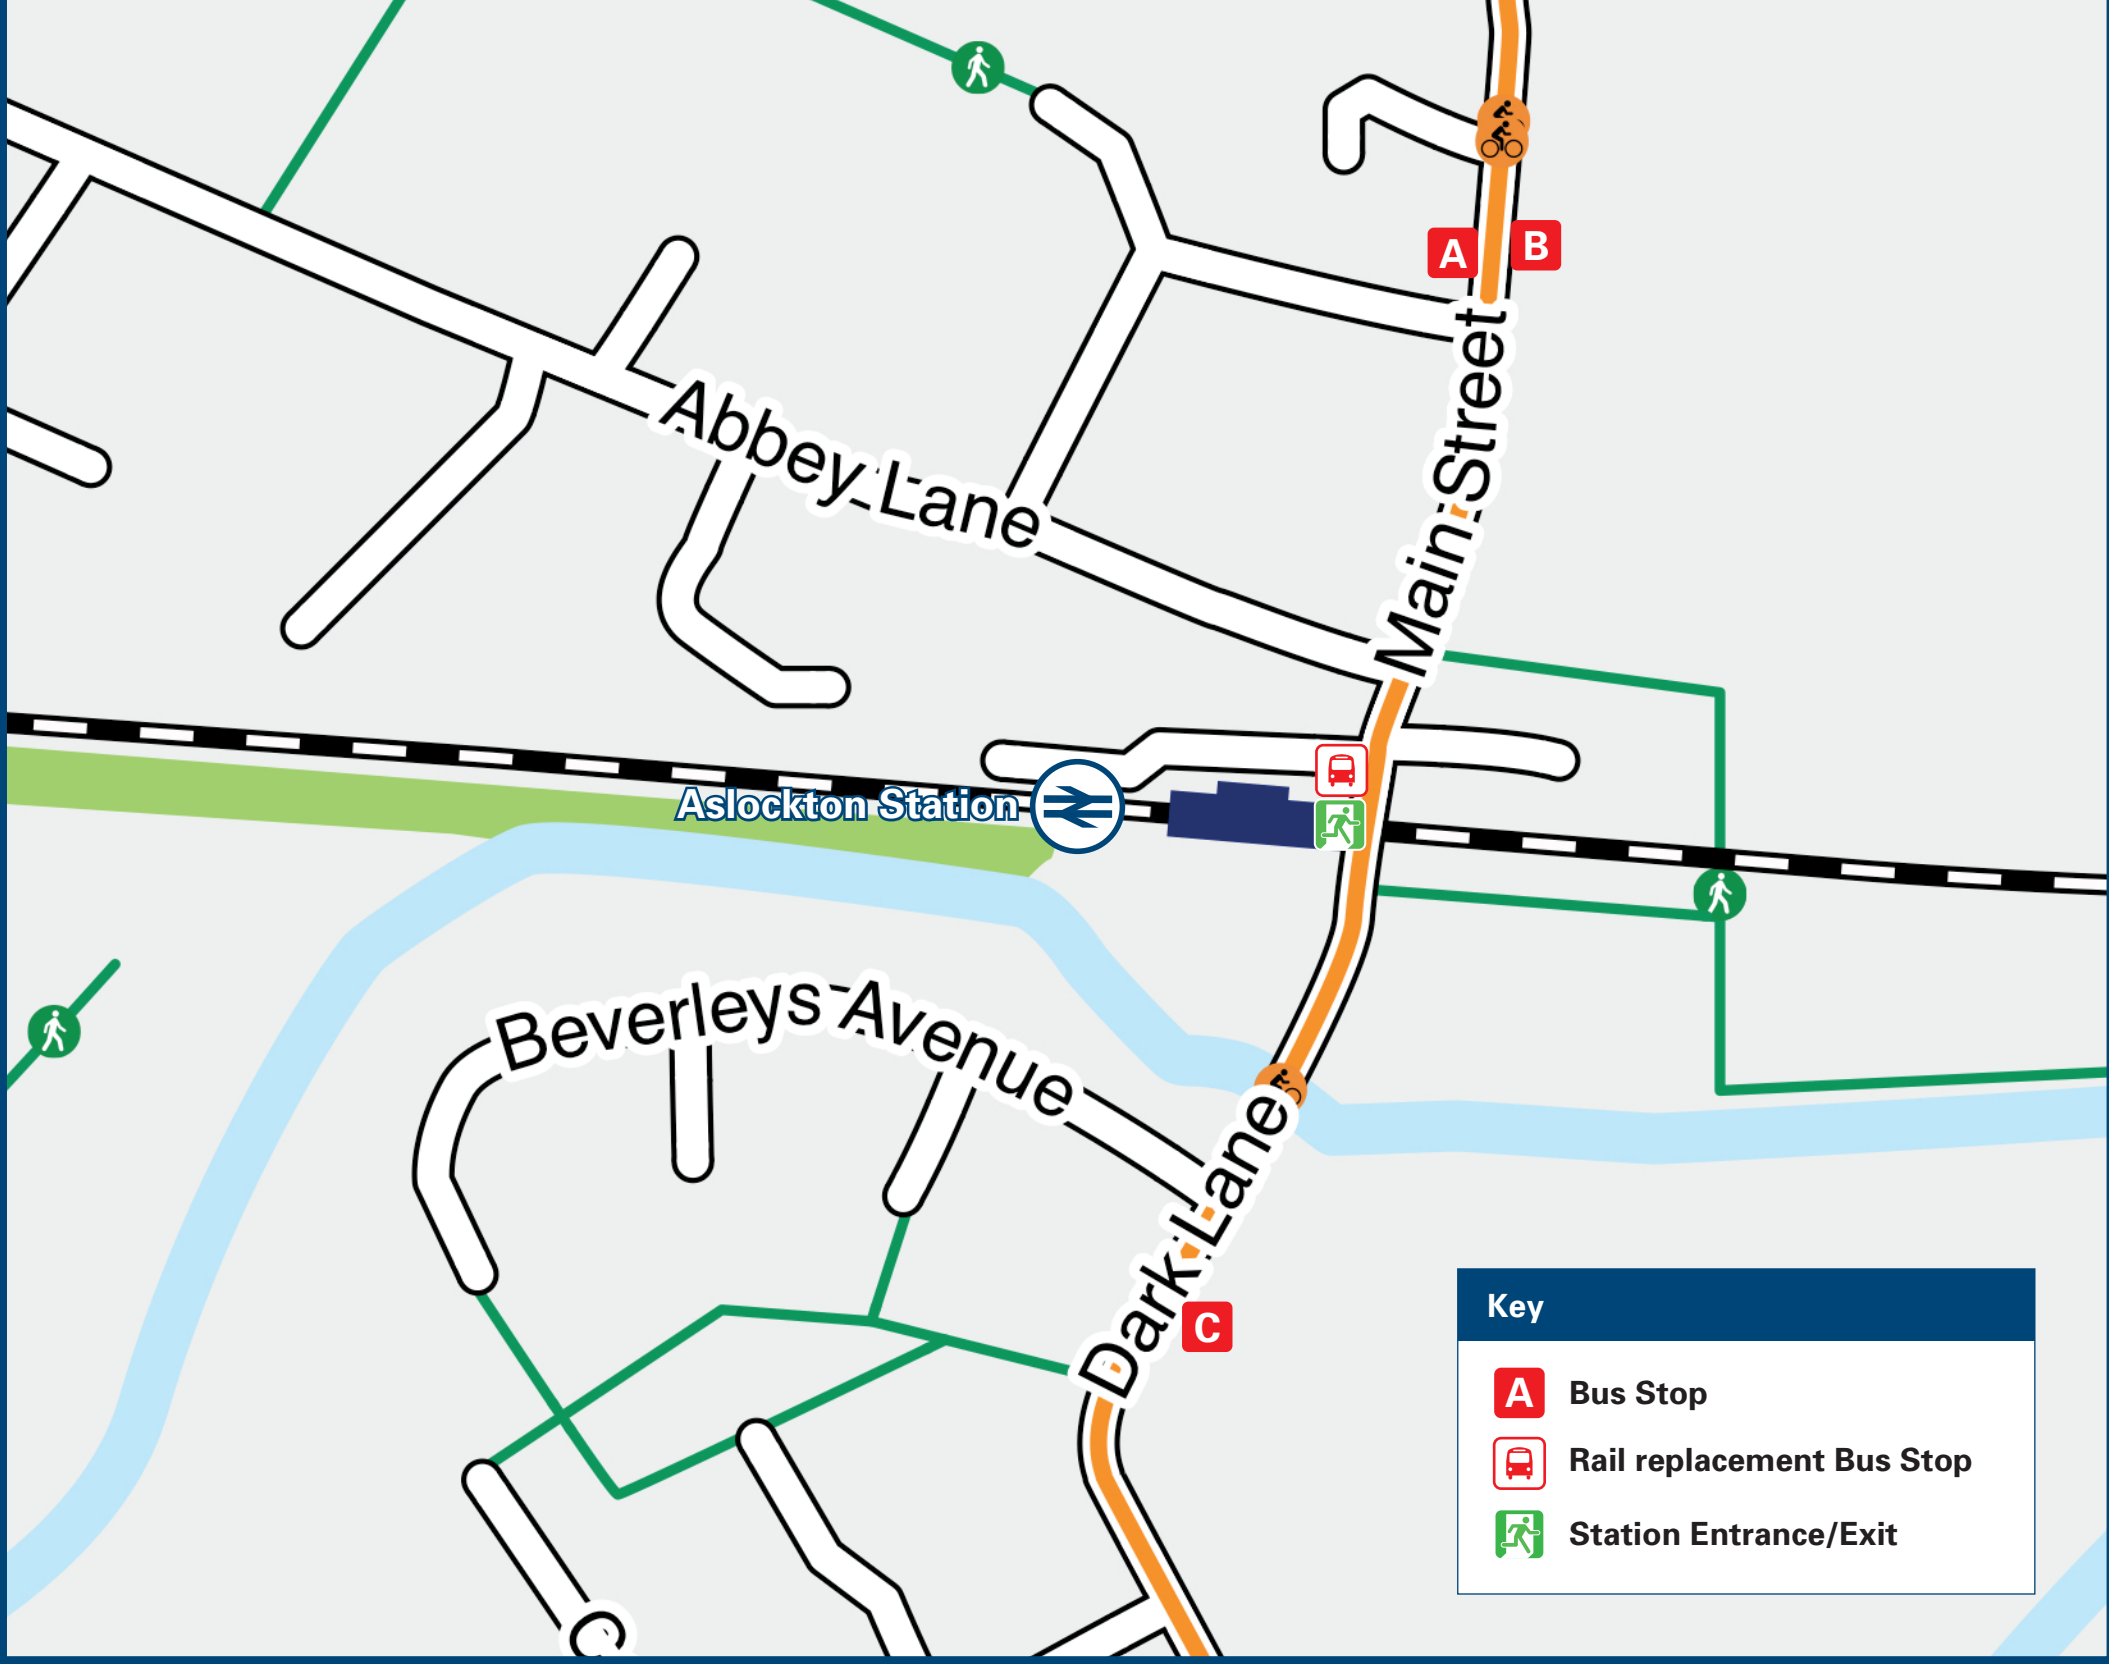 A
B
Main Street
Abbey Lane
Aslockton Station
Beverleys Avenue
Dark Lane
C
C
Key
A Bus Stop
Rail replacement Bus Stop
Station Entrance/Exit